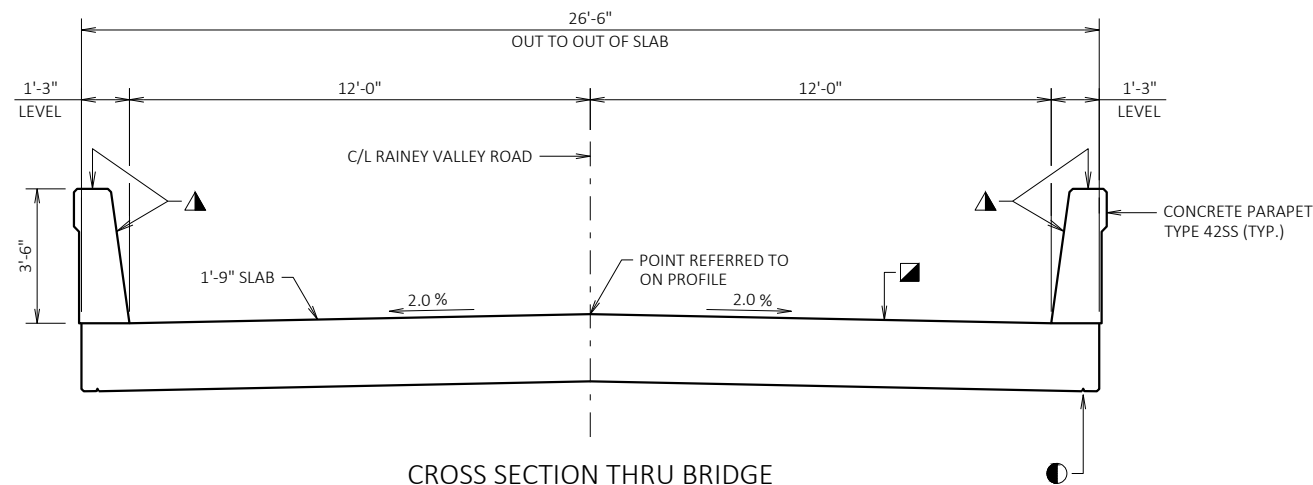 26'-6"
OUT TO OUT OF SLAB
1'-3"
LEVEL
12'-0"
12'-0"
1'-3"
LEVEL
C/L RAINEY VALLEY ROAD
CONCRETE PARAPET
TYPE 42SS (TYP.)
3'-6"
1'-9" SLAB
POINT REFERRED TO
ON PROFILE
2.0 %
2.0 %
CROSS SECTION THRU BRIDGE